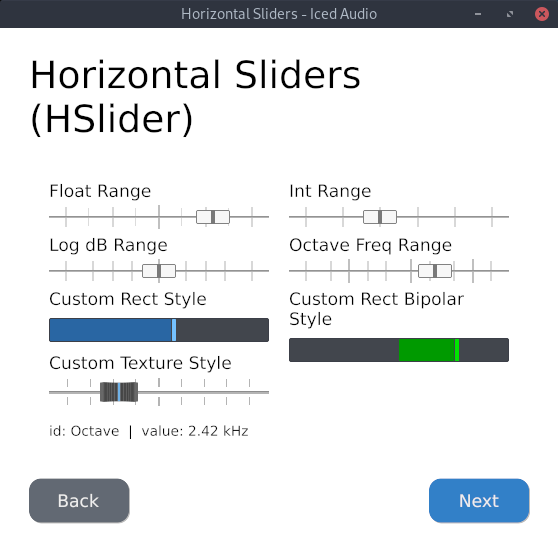 Horizontal Sliders - Iced Audio
Horizontal Sliders
(HSlider)
Float Range
Int Range
Log dB Range
Octave Freq Range
Custom Rect Style
Custom Rect Bipolar
Style
Custom Texture Style
id: Octave | value: 2.42 kHz
Back
Next